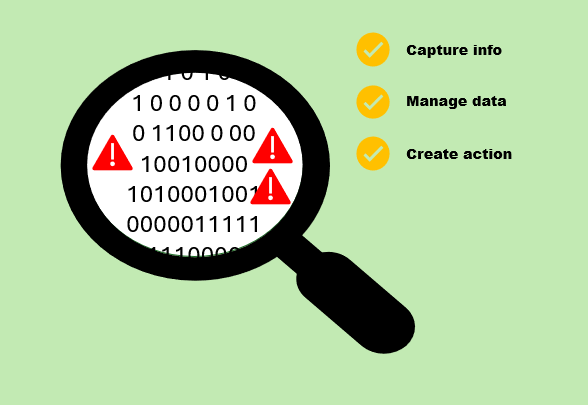 1 0 0 0 0 1 0
0 1100 0 00
10010000
1010001001
0000011111
Capture info
Manage data
Create action